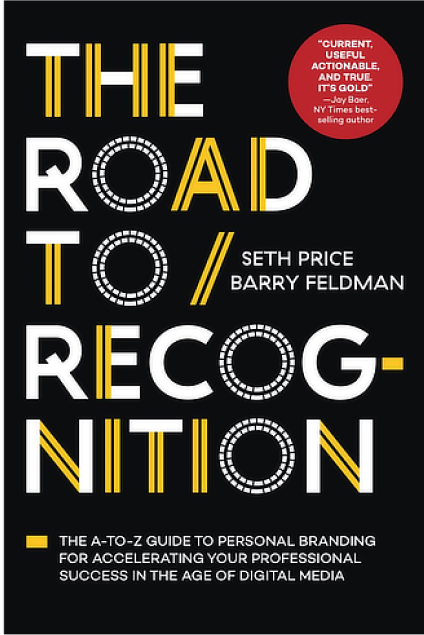 THE
ROAD
TO /
RECOG-
NITION
"CURRENT,
USEFUL
ACTIONABLE,
AND TRUE.
IT'S GOLD"
—Jay Baer,
NY Times best-
selling author
SETH PRICE
BARRY FELDMAN
THE A-TO-Z GUIDE TO PERSONAL BRANDING
FOR ACCELERATING YOUR PROFESSIONAL
SUCCESS IN THE AGE OF DIGITAL MEDIA